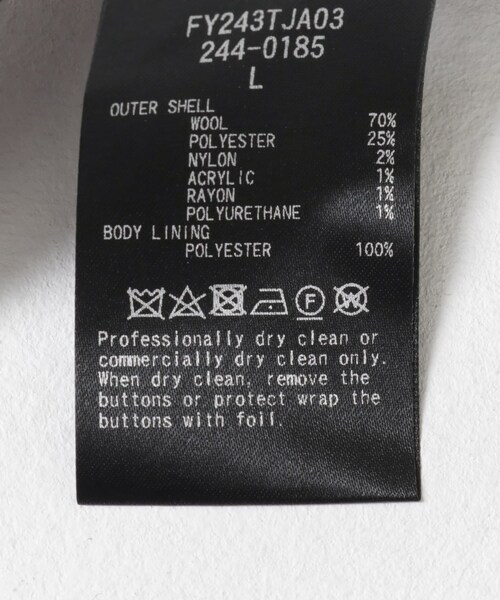 FY243TJA03
244-0185
L
OUTER SHELL
WOOL 70%
POLYESTER 25%
NYLON 2%
ACRYLIC 1%
RAYON 1%
POLYURETHANE 1%
BODY LINING
POLYESTER 100%
F W
Professionally dry clean or
commercially dry clean only.
When dry clean, remove the
buttons or protect wrap the
buttons with foil.